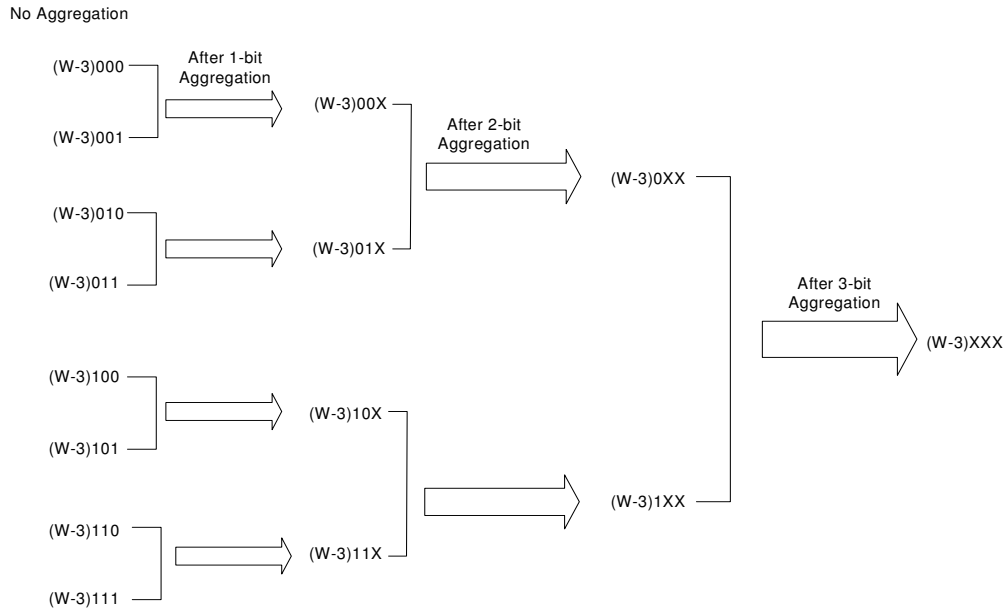 No Aggregation
(W-3)000
(W-3)001
(W-3)010
(W-3)011
(W-3)100
(W-3)101
(W-3)110
(W-3)111
After 1-bit
Aggregation
(W-3)00X
(W-3)01X
(W-3)10X
(W-3)11X
After 2-bit
Aggregation
(W-3)0XX
(W-3)1XX
After 3-bit
Aggregation
(W-3)XXX